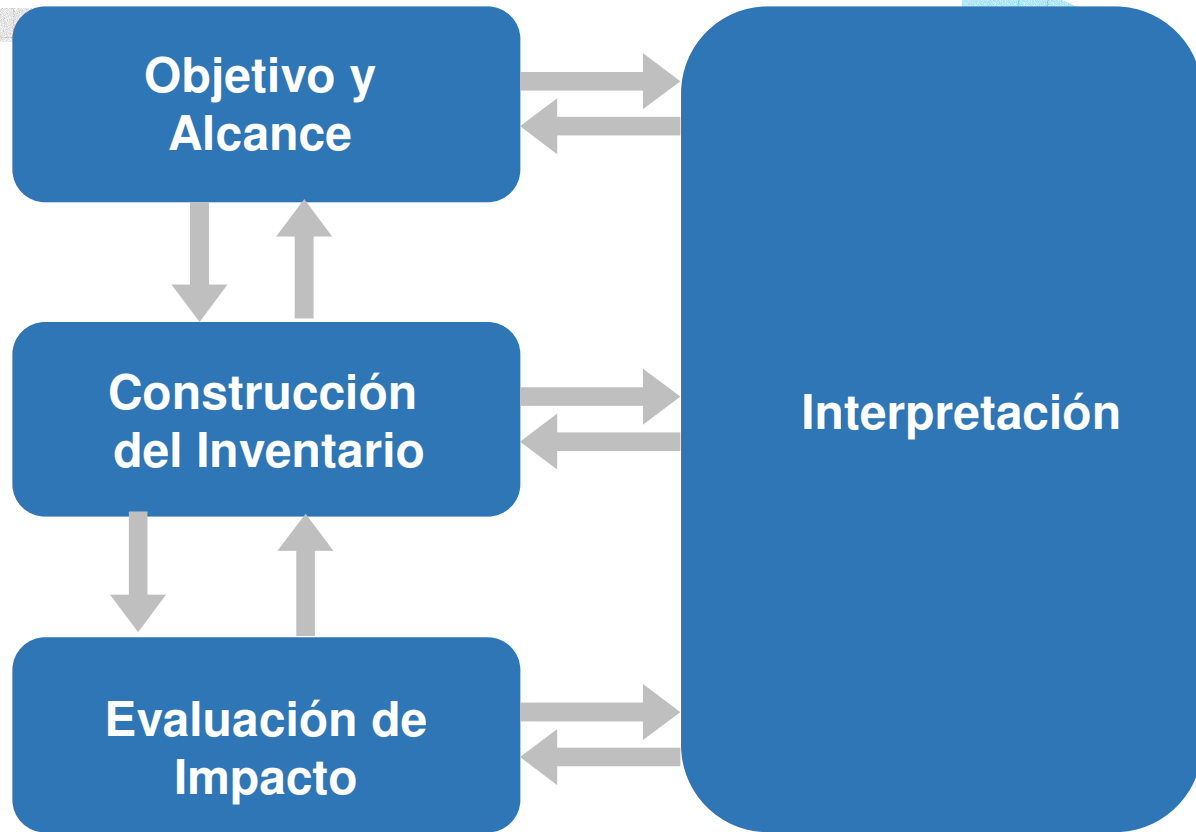 Objetivo y
Alcance
Construcción
del Inventario
Interpretación
Evaluación de
Impacto